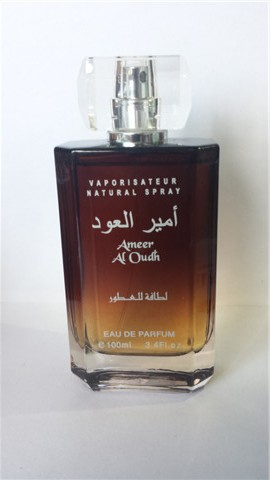 VAPORISATEUR
NATURAL SPRAY
أمير العود
Ameer
Al Oudh
لطافة للعطور
EAU DE PARFUM
e 100ml 3.4Fl.oz